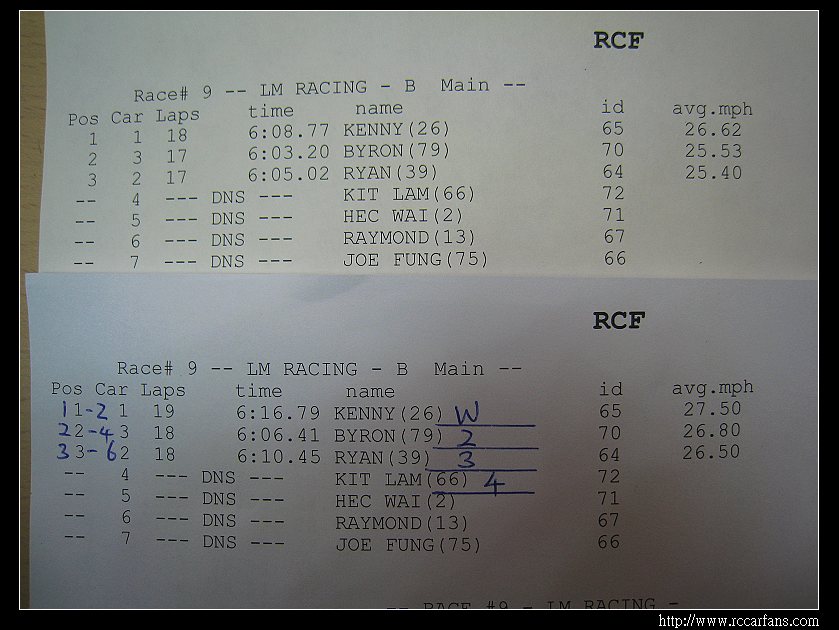 RCF
Race# 9 -- LM RACING - B Main --
Pos Car Laps time name id avg.mph
1 1 18 6:08.77 KENNY(26) 65 26.62
2 3 17 6:03.20 BYRON(79) 70 25.53
3 2 17 6:05.02 RYAN(39) 64 25.40
-- 4 --- DNS --- KIT LAM(66) 72
-- 5 --- DNS --- HEC WAI(2) 71
-- 6 --- DNS --- RAYMOND(13) 67
-- 7 --- DNS --- JOE FUNG(75) 66
RCF
Race# 9 -- LM RACING - B Main --
Pos Car Laps time name id avg.mph
1 1-2 1 19 6:16.79 KENNY(26) W 65 27.50
2 2-4 3 18 6:06.41 BYRON(79) 2 70 26.80
3 3-6 2 18 6:10.45 RYAN(39) 3 64 26.50
-- 4 --- DNS --- KIT LAM(66) 4 72
-- 5 --- DNS --- HEC WAI(2) 71
-- 6 --- DNS --- RAYMOND(13) 67
-- 7 --- DNS --- JOE FUNG(75) 66
-- RACE #9 - LM RACING -
http://www.rccarfans.com